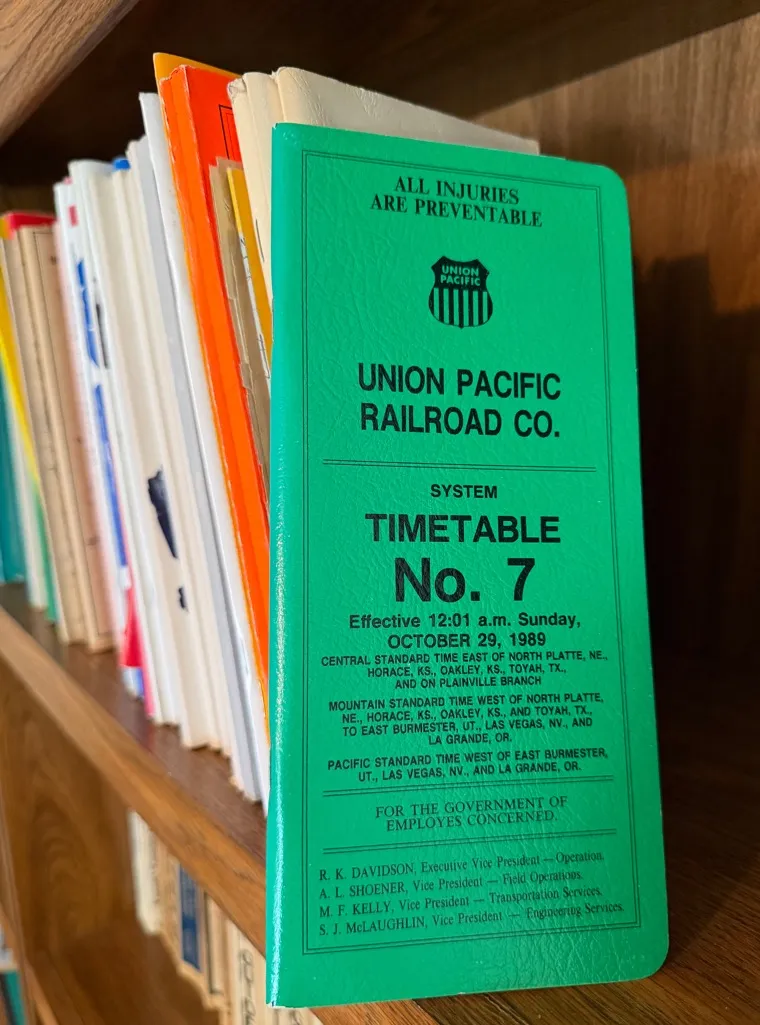 ALL INJURIES
ARE PREVENTABLE
UNION
PACIFIC
UNION PACIFIC
RAILROAD CO.
SYSTEM
TIMETABLE
No. 7
Effective 12:01 a.m. Sunday,
OCTOBER 29, 1989
CENTRAL STANDARD TIME EAST OF NORTH PLATTE, NE.,
HORACE, KS., OAKLEY, KS., TOYAH, TX.,
AND ON PLAINVILLE BRANCH
MOUNTAIN STANDARD TIME WEST OF NORTH PLATTE,
NE., HORACE, KS., OAKLEY, KS., AND TOYAH, TX.,
TO EAST BURMESTER, UT., LAS VEGAS, NV., AND
LA GRANDE, OR.
PACIFIC STANDARD TIME WEST OF EAST BURMESTER,
UT., LAS VEGAS, NV., AND LA GRANDE, OR.
FOR THE GOVERNMENT OF
EMPLOYES CONCERNED.
R. K. DAVIDSON, Executive Vice President — Operation.
A. L. SHOENER, Vice President — Field Operations.
M. F. KELLY, Vice President — Transportation Services.
S. J. McLAUGHLIN, Vice President — Engineering Services.